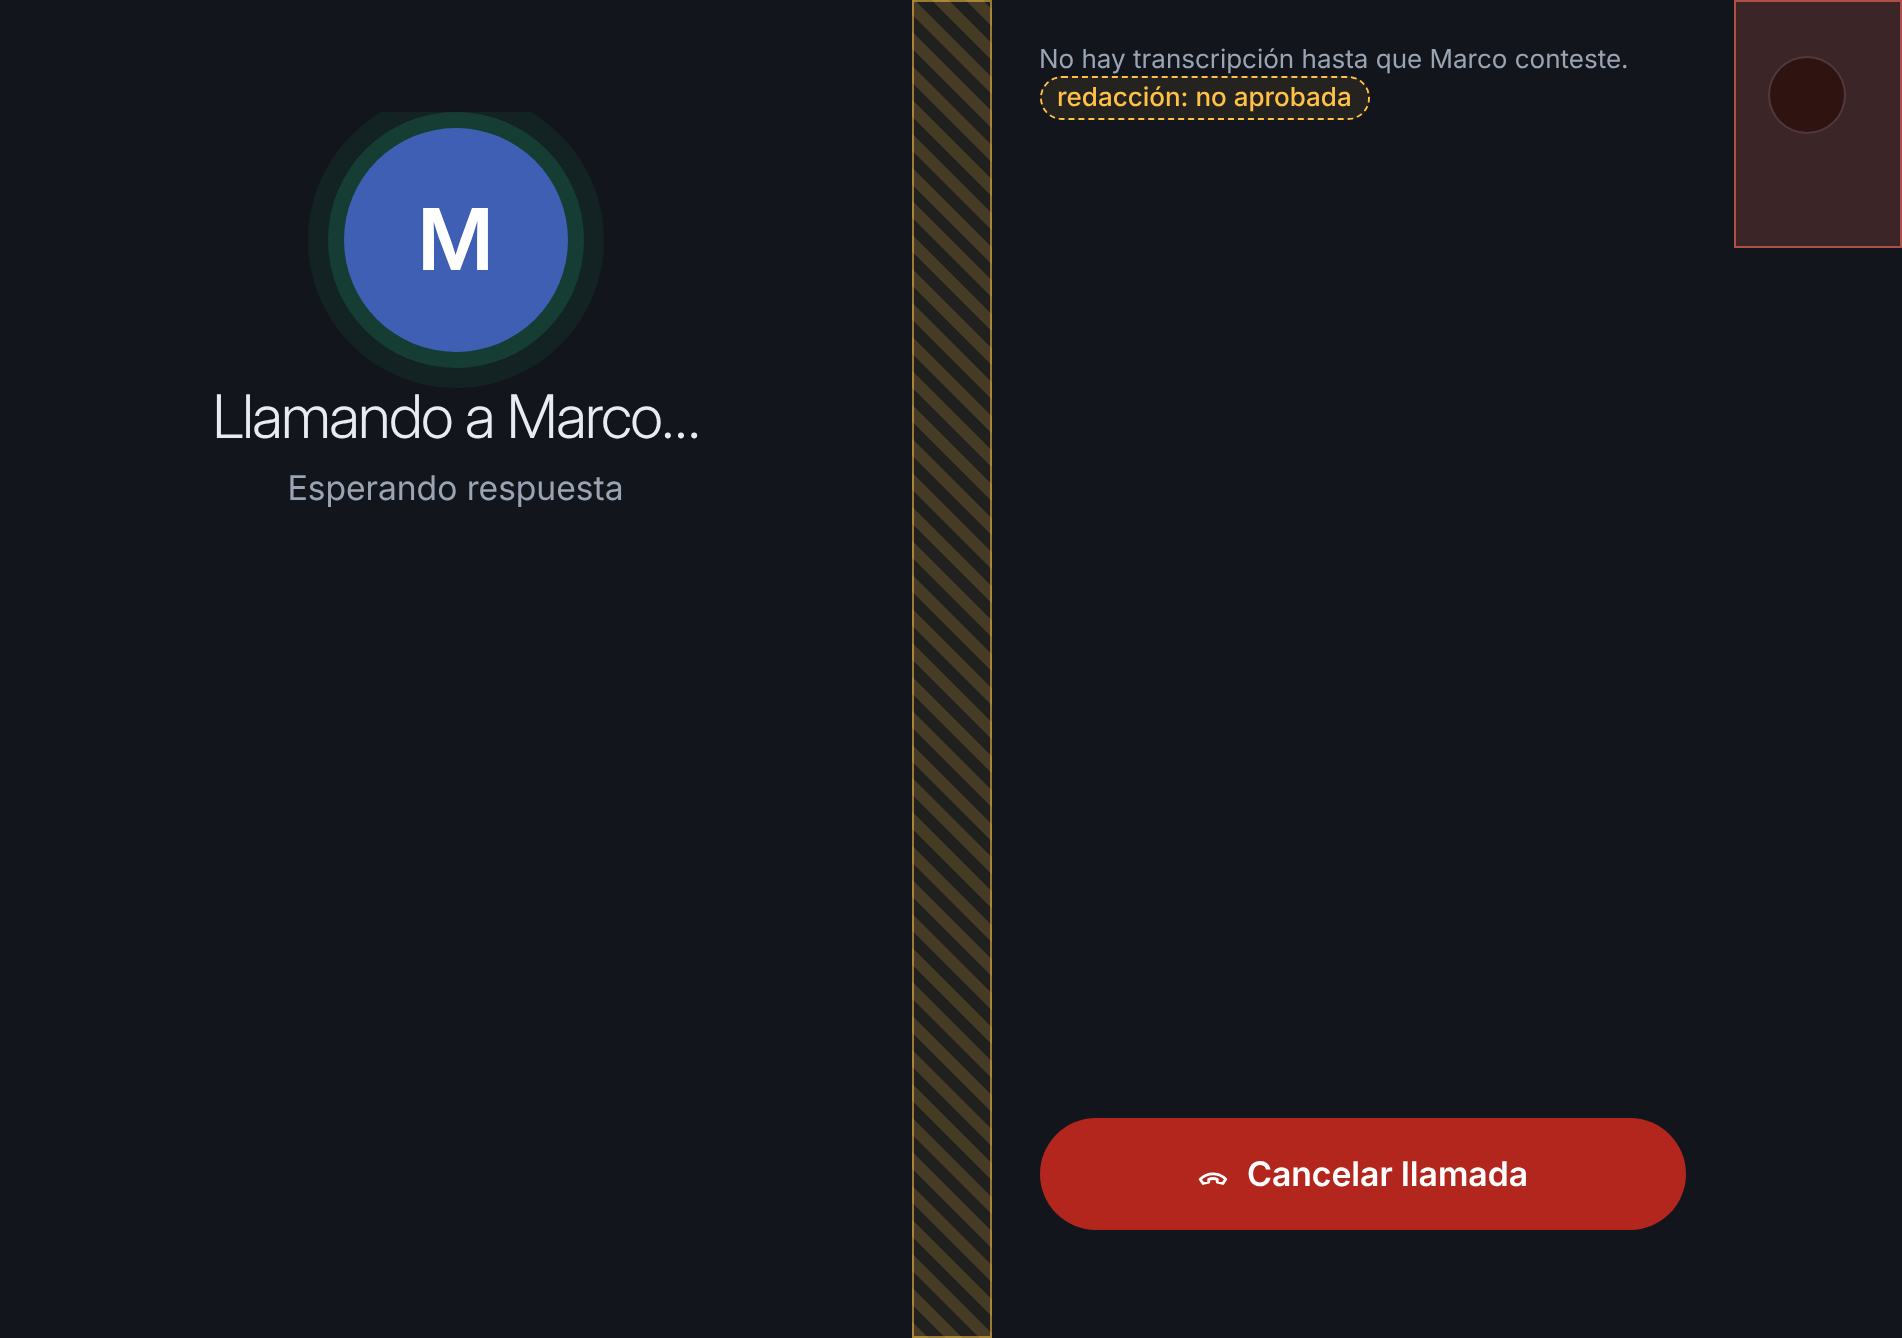 M
Llamando a Marco...
Esperando respuesta
No hay transcripción hasta que Marco conteste.
redacción: no aprobada
Cancelar llamada